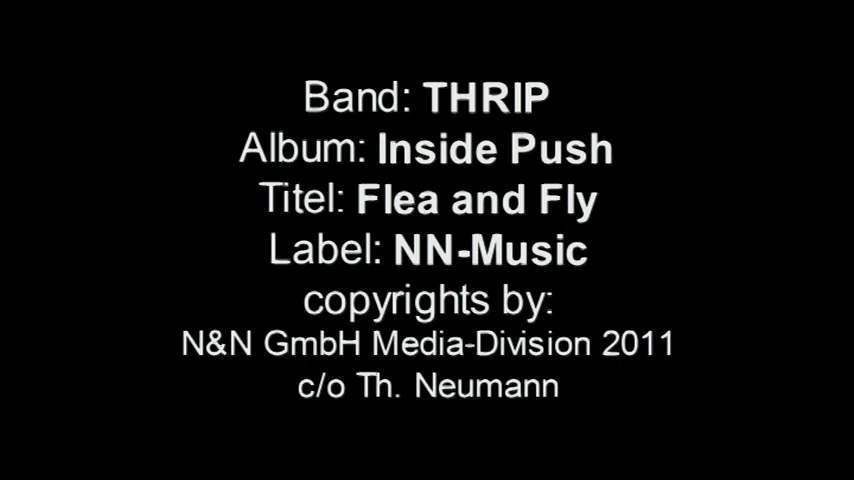 Band: THRIP
Album: Inside Push
Titel: Flea and Fly
Label: NN-Music
copyrights by:
N&N GmbH Media-Division 2011
c/o Th. Neumann